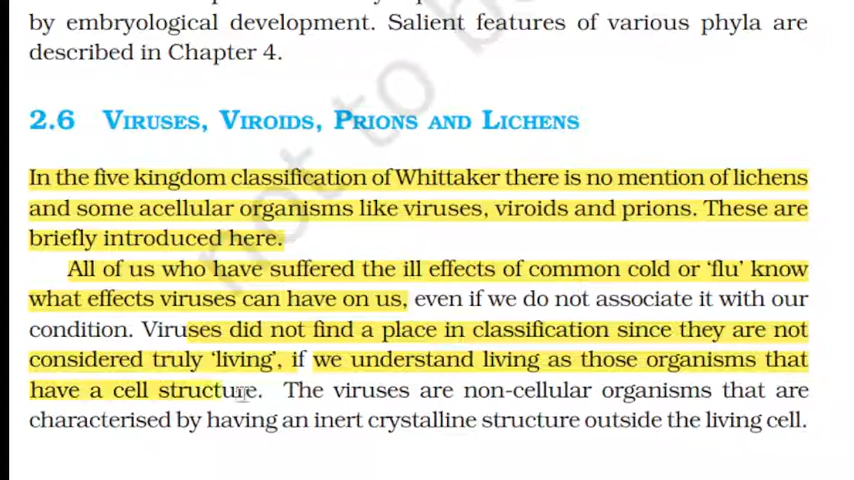 by embryological development. Salient features of various phyla are
described in Chapter 4.
2.6 VIRUSES, VIROIDS, PRIONS AND LICHENS
In the five kingdom classification of Whittaker there is no mention of lichens
and some acellular organisms like viruses, viroids and prions. These are
briefly introduced here.
All of us who have suffered the ill effects of common cold or ‘flu’ know
what effects viruses can have on us, even if we do not associate it with our
condition. Viruses did not find a place in classification since they are not
considered truly ‘living’, if we understand living as those organisms that
have a cell structure. The viruses are non-cellular organisms that are
characterised by having an inert crystalline structure outside the living cell.
not to be